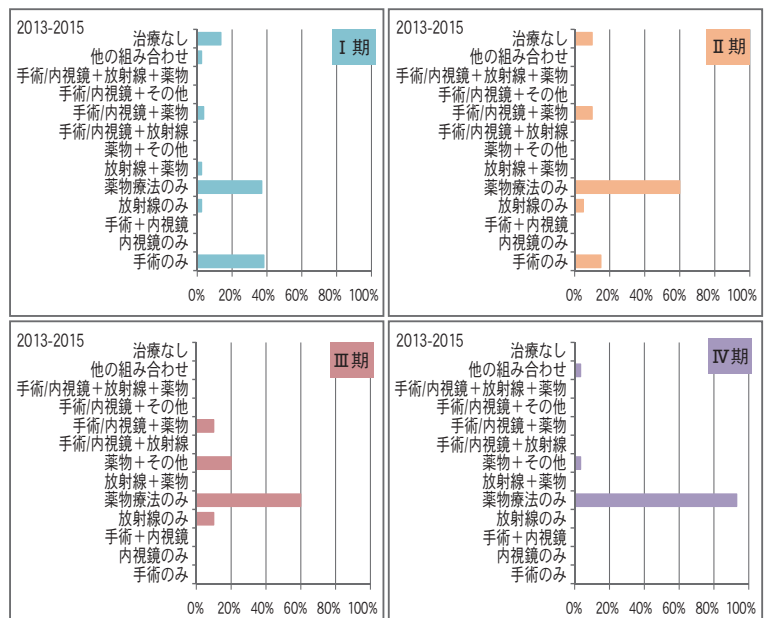 2013-2015
Ⅰ期
治療なし
他の組み合わせ
手術/内視鏡＋放射線＋薬物
手術/内視鏡＋その他
手術/内視鏡＋薬物
手術/内視鏡＋放射線
薬物＋その他
放射線＋薬物
薬物療法のみ
放射線のみ
手術＋内視鏡
内視鏡のみ
手術のみ
0% 20% 40% 60% 80% 100%
2013-2015
Ⅱ期
治療なし
他の組み合わせ
手術/内視鏡＋放射線＋薬物
手術/内視鏡＋その他
手術/内視鏡＋薬物
手術/内視鏡＋放射線
薬物＋その他
放射線＋薬物
薬物療法のみ
放射線のみ
手術＋内視鏡
内視鏡のみ
手術のみ
0% 20% 40% 60% 80% 100%
2013-2015
Ⅲ期
治療なし
他の組み合わせ
手術/内視鏡＋放射線＋薬物
手術/内視鏡＋その他
手術/内視鏡＋薬物
手術/内視鏡＋放射線
薬物＋その他
放射線＋薬物
薬物療法のみ
放射線のみ
手術＋内視鏡
内視鏡のみ
手術のみ
0% 20% 40% 60% 80% 100%
2013-2015
Ⅳ期
治療なし
他の組み合わせ
手術/内視鏡＋放射線＋薬物
手術/内視鏡＋その他
手術/内視鏡＋薬物
手術/内視鏡＋放射線
薬物＋その他
放射線＋薬物
薬物療法のみ
放射線のみ
手術＋内視鏡
内視鏡のみ
手術のみ
0% 20% 40% 60% 80% 100%